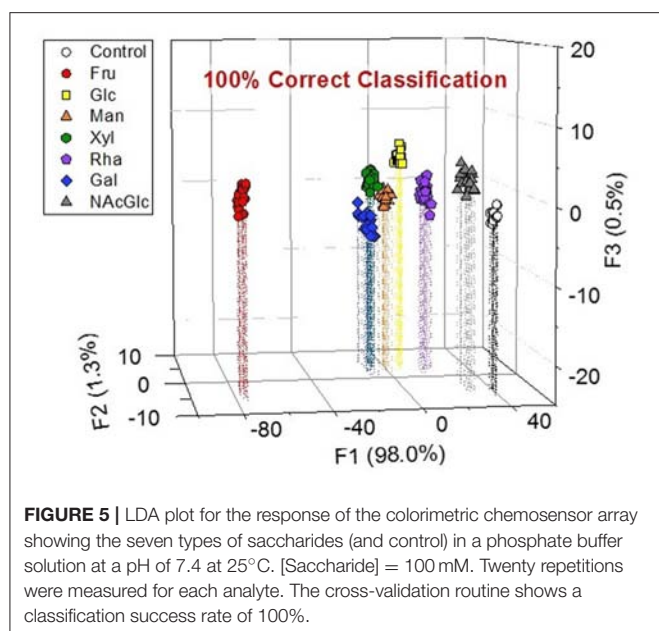 Control
Fru
Glc
Man
Xyl
Rha
Gal
NAcGlc
100% Correct Classification
20
10
0
-10
-20
F3 (0.5%)
10
0
-10
F2 (1.3%)
-80
-40
0
40
F1 (98.0%)
FIGURE 5 | LDA plot for the response of the colorimetric chemosensor array
showing the seven types of saccharides (and control) in a phosphate buffer
solution at a pH of 7.4 at 25°C. [Saccharide] = 100 mM. Twenty repetitions
were measured for each analyte. The cross-validation routine shows a
classification success rate of 100%.